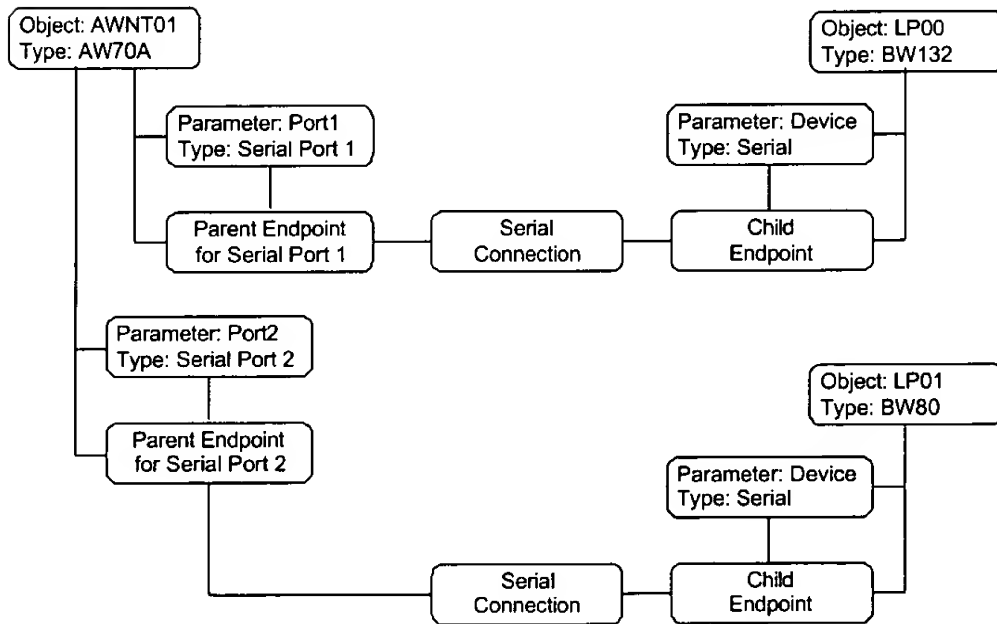 Object: AWNT01
Type: AW70A
Object: LP00
Type: BW132
Parameter: Port1
Type: Serial Port 1
Parameter: Device
Type: Serial
Parent Endpoint
for Serial Port 1
Serial
Connection
Child
Endpoint
Parameter: Port2
Type: Serial Port 2
Object: LP01
Type: BW80
Parent Endpoint
for Serial Port 2
Parameter: Device
Type: Serial
Serial
Connection
Child
Endpoint